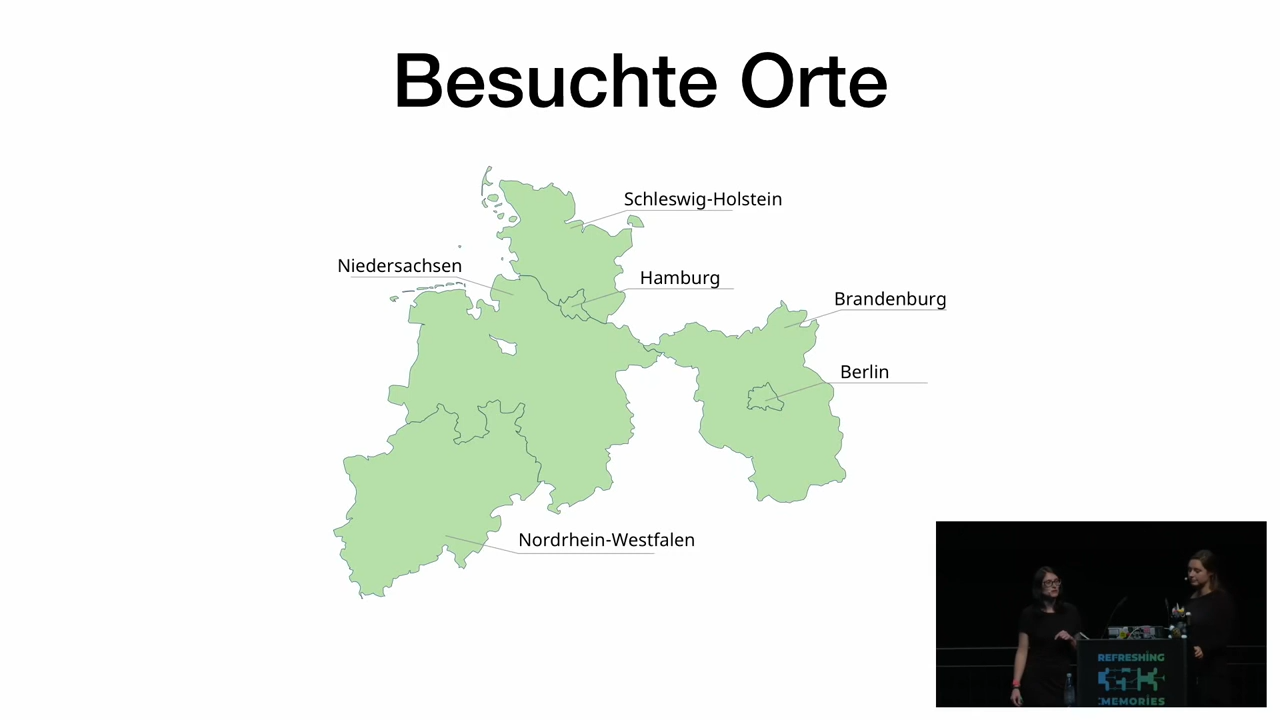 Besuchte Orte
Schleswig-Holstein
Niedersachsen
Hamburg
Brandenburg
Berlin
Nordrhein-Westfalen
REFRESHING
MEMORIES